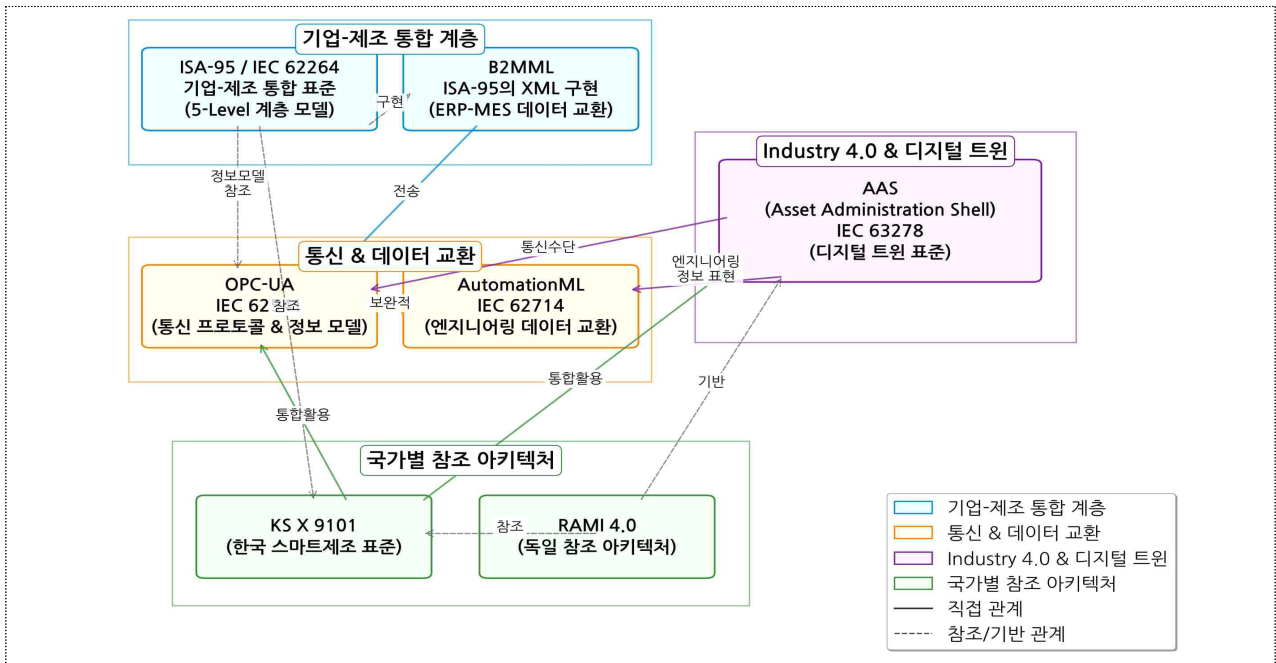 기업-제조 통합 계층
ISA-95 / IEC 62264
기업-제조 통합 표준
(5-Level 계층 모델)
구현
B2MML
ISA-95의 XML 구현
(ERP-MES 데이터 교환)
정보모델
참조
전송
Industry 4.0 & 디지털 트윈
AAS
(Asset Administration Shell)
IEC 63278
(디지털 트윈 표준)
통신수단
엔지니어링
정보 표현
통신 & 데이터 교환
OPC-UA
IEC 62
참조
(통신 프로토콜 & 정보 모델)
보완적
AutomationML
IEC 62714
(엔지니어링 데이터 교환)
통합활용
기반
통합활용
국가별 참조 아키텍처
KS X 9101
(한국 스마트제조 표준)
참조
RAMI 4.0
(독일 참조 아키텍처)
기업-제조 통합 계층
통신 & 데이터 교환
Industry 4.0 & 디지털 트윈
국가별 참조 아키텍처
직접 관계
참조/기반 관계